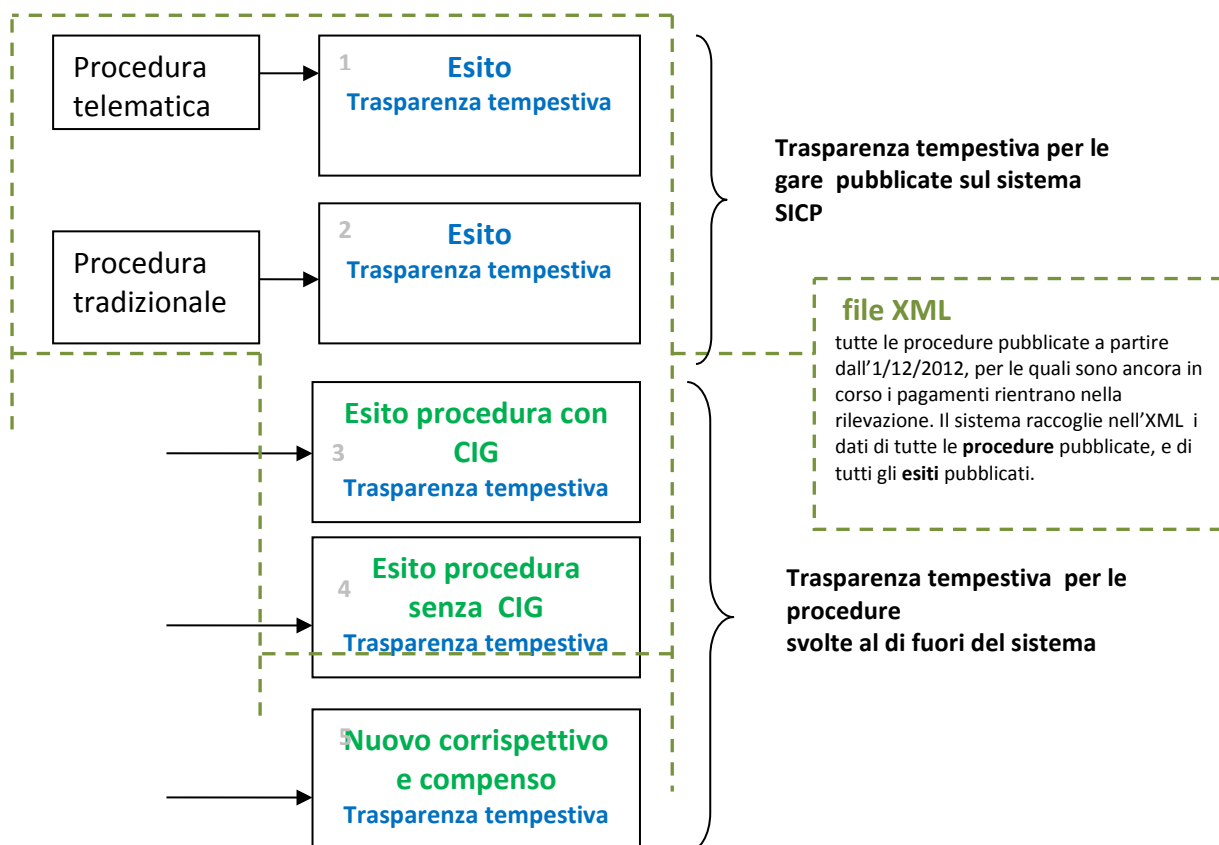 Procedura
telematica
1
Esito
Trasparenza tempestiva
Procedura
tradizionale
2
Esito
Trasparenza tempestiva
Trasparenza tempestiva per le
gare pubblicate sul sistema
SICP
file XML
tutte le procedure pubblicate a partire
dall'1/12/2012, per le quali sono ancora in
corso i pagamenti rientrano nella
rilevazione. Il sistema raccoglie nell'XML i
dati di tutte le procedure pubblicate, e di
tutti gli esiti pubblicati.
Esito procedura con
CIG
3
Trasparenza tempestiva
Esito procedura
4
senza CIG
Trasparenza tempestiva
5
Nuovo corrispettivo
e compenso
Trasparenza tempestiva
Trasparenza tempestiva per le
procedure
svolte al di fuori del sistema